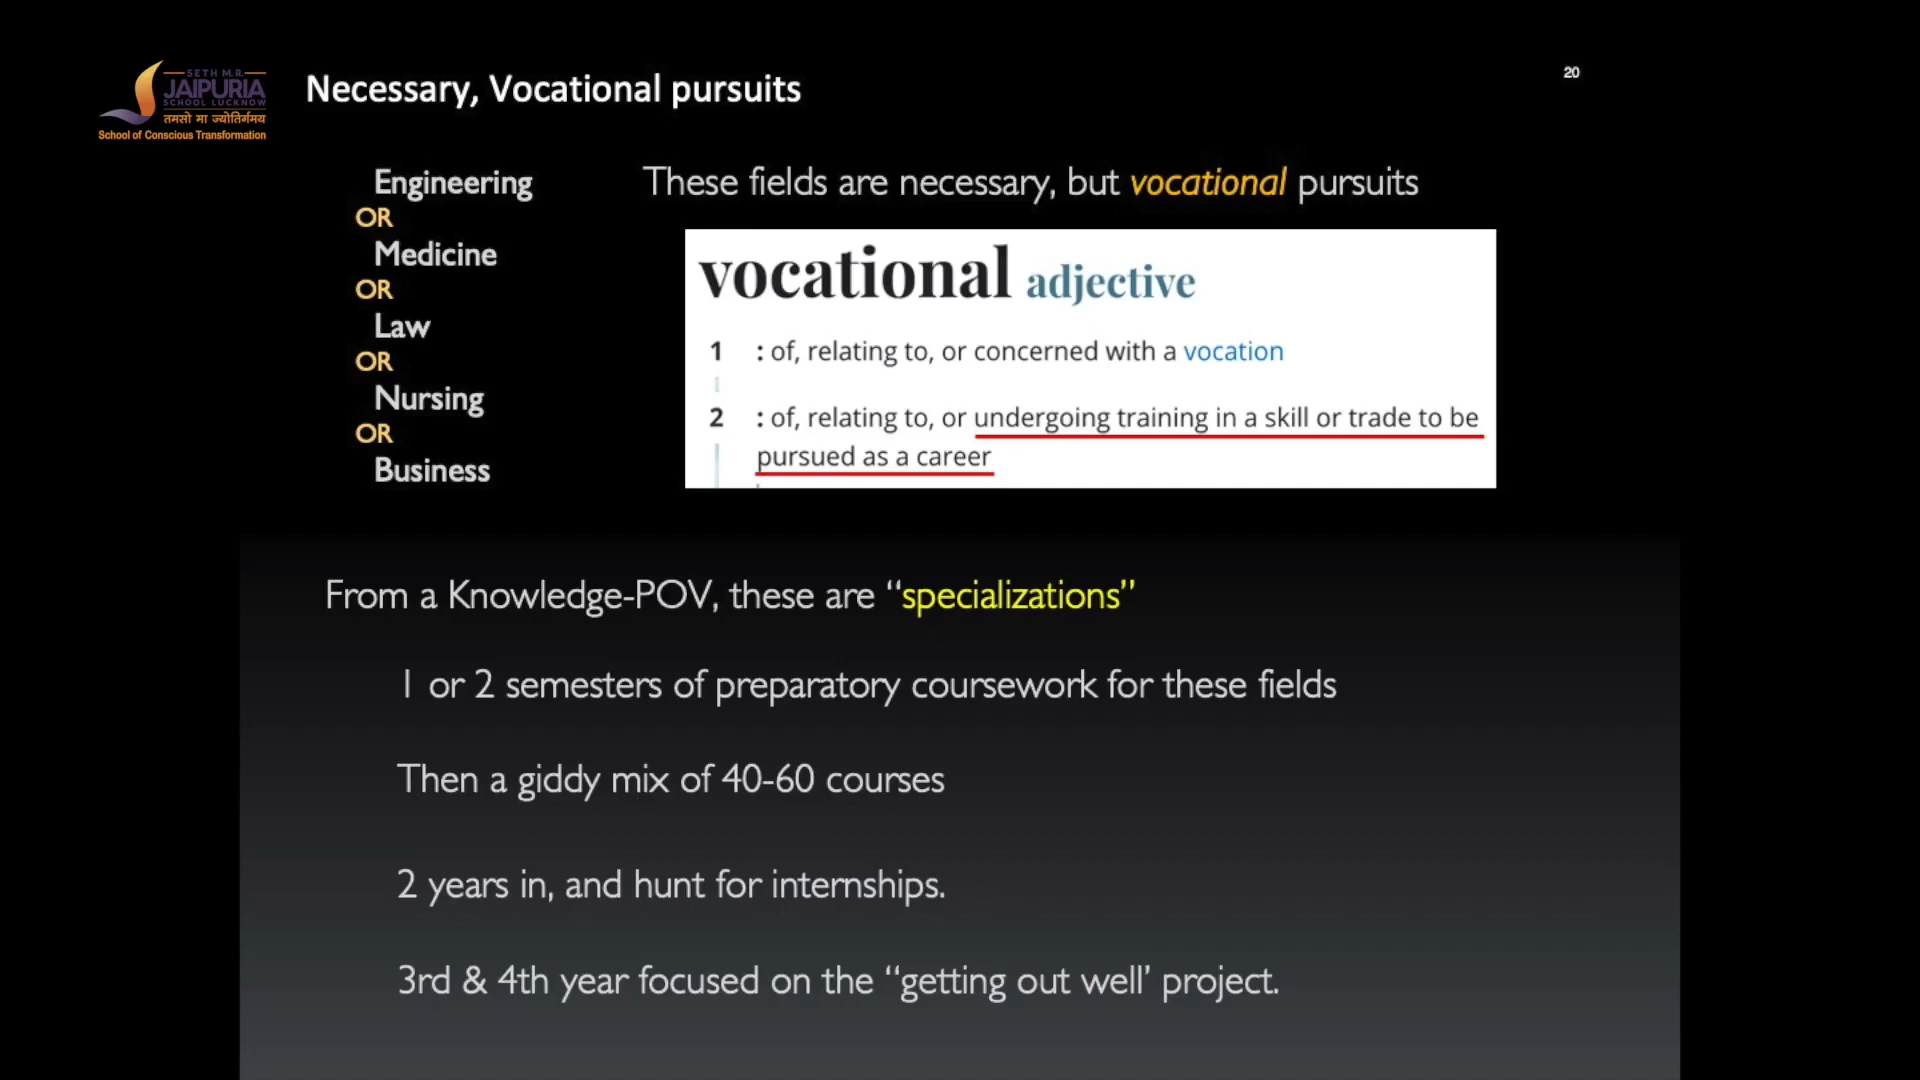 SETH M.R.
JAIPURIA
SCHOOL LUCKNOW
तमसो मा ज्योतिर्गमय
School of Conscious Transformation
Necessary, Vocational pursuits
20
Engineering
OR
Medicine
OR
Law
OR
Nursing
OR
Business
These fields are necessary, but vocational pursuits
vocational adjective
1 : of, relating to, or concerned with a vocation
2 : of, relating to, or undergoing training in a skill or trade to be
pursued as a career
From a Knowledge-POV, these are “specializations”
1 or 2 semesters of preparatory coursework for these fields
Then a giddy mix of 40-60 courses
2 years in, and hunt for internships.
3rd & 4th year focused on the “getting out well’ project.